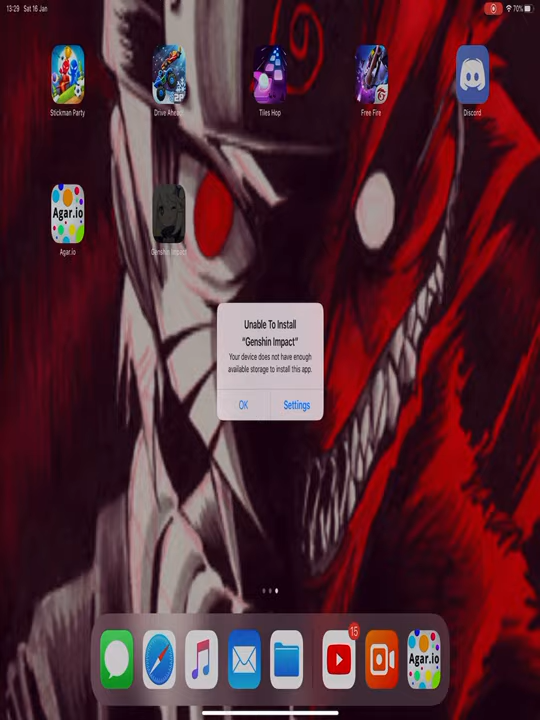 13:29 Sat 16 Jan
70%
Stickman Party
Drive Ahead!
Tiles Hop
Free Fire
Discord
2P
Agar.io
Agar.io
Genshin Impact
Unable To Install
“Genshin Impact”
Your device does not have enough
available storage to install this app.
OK
Settings
15
Agar.io